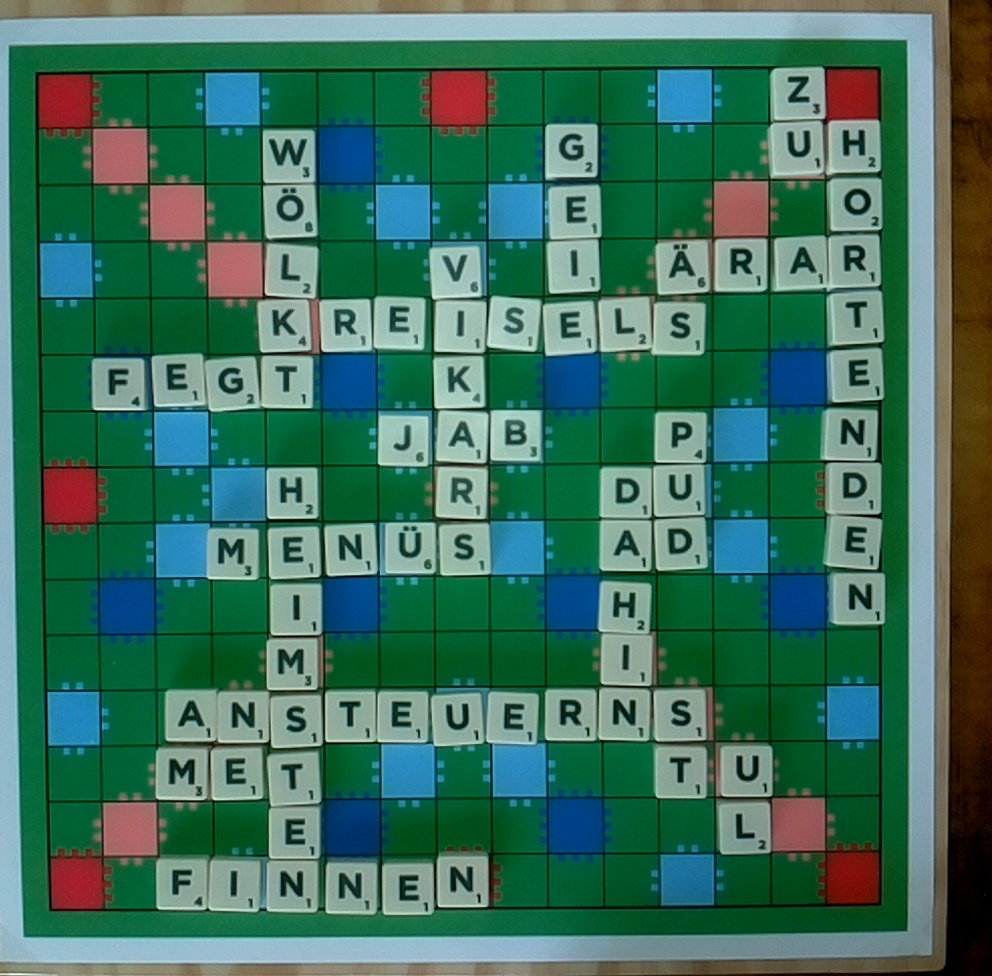 Z
W G UH
Ö E O
L V I ÄRAR
KREISELS T
FEGT K E
JAB P N
H R DU D
MENÜS AD E
I H N
M I
ANSTEUERNS
MET TU
E L
FINNEN